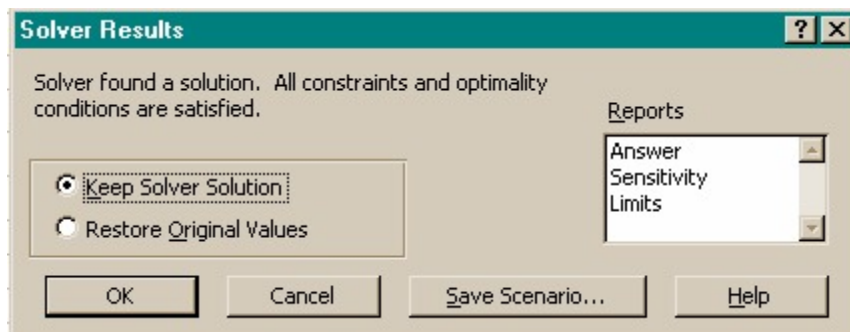 Solver Results
Solver found a solution. All constraints and optimality
conditions are satisfied.
Reports
Answer
Sensitivity
Limits
Keep Solver Solution
Restore Original Values
OK
Cancel
Save Scenario...
Help